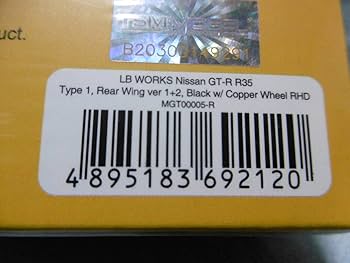 uct.
LB WORKS Nissan GT-R R35
Type 1, Rear Wing ver 1+2, Black w/ Copper Wheel RHD
MGT00005-R
4 895183 692120